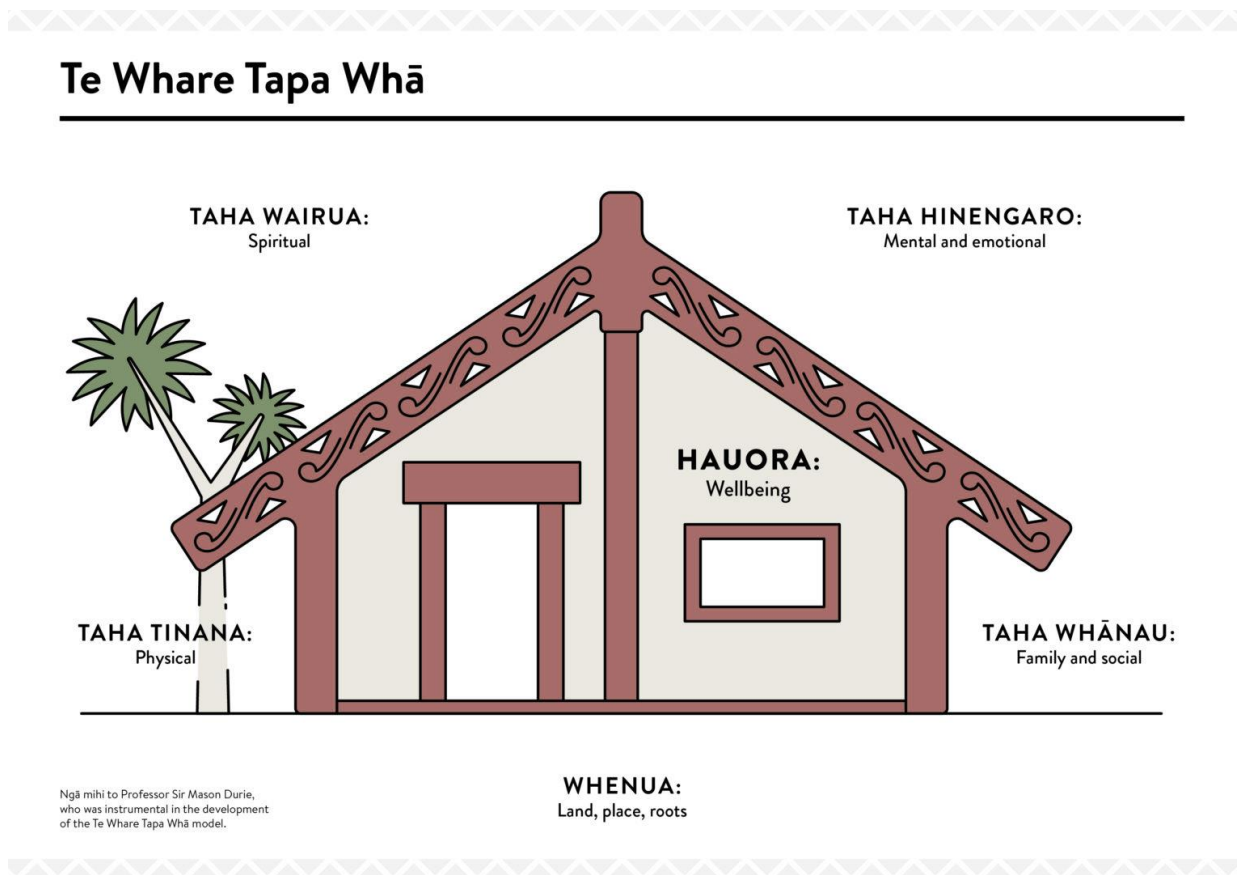 Te Whare Tapa Whā
TAHA WAIRUA:
Spiritual
TAHA HINENGARO:
Mental and emotional
HAUORA:
Wellbeing
TAHA TINANA:
Physical
TAHA WHĀNAU:
Family and social
WHENUA:
Land, place, roots
Ngā mihi to Professor Sir Mason Durie,
who was instrumental in the development
of the Te Whare Tapa Whā model.